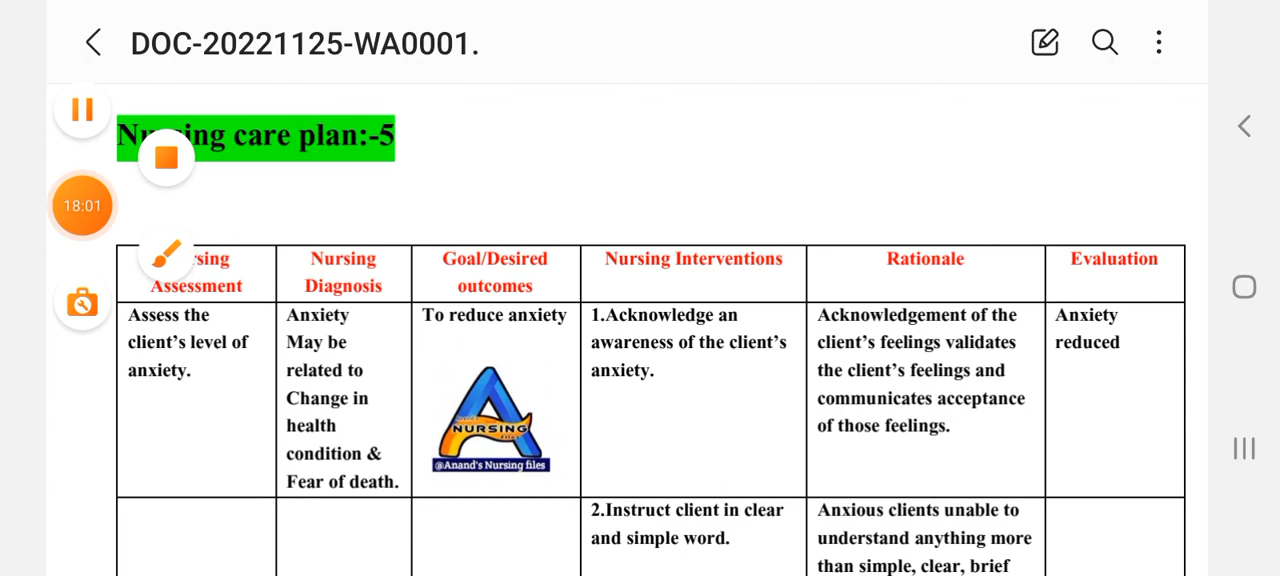 DOC-20221125-WA0001.
care plan:-5
18:01
Nursing
Goal/Desired
Nursing Interventions
Rationale
Evaluation
Assessment
Diagnosis
outcomes
Assess the
client's level of
anxiety.
Anxiety
May be
related to
Change in
health
condition &
Fear of death.
To reduce anxiety
NURSING
files
@Anand's Nursing files
1.Acknowledge an
awareness of the client's
anxiety.
Acknowledgement of the
client's feelings validates
the client's feelings and
communicates acceptance
of those feelings.
Anxiety
reduced
2.Instruct client in clear
and simple word.
Anxious clients unable to
understand anything more
than simple, clear, brief